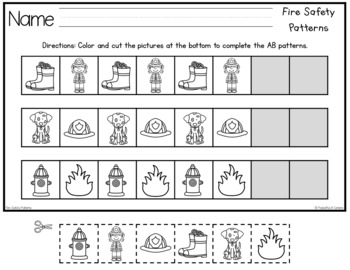 Name
Fire Safety
Patterns
Directions: Color and cut the pictures at the bottom to complete the AB patterns.
Fire Safety Patterns